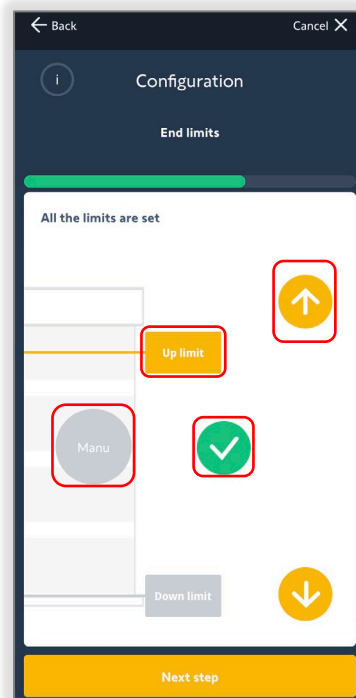 Back
Cancel
i
Configuration
End limits
All the limits are set
Up limit
Manu
Down limit
Next step